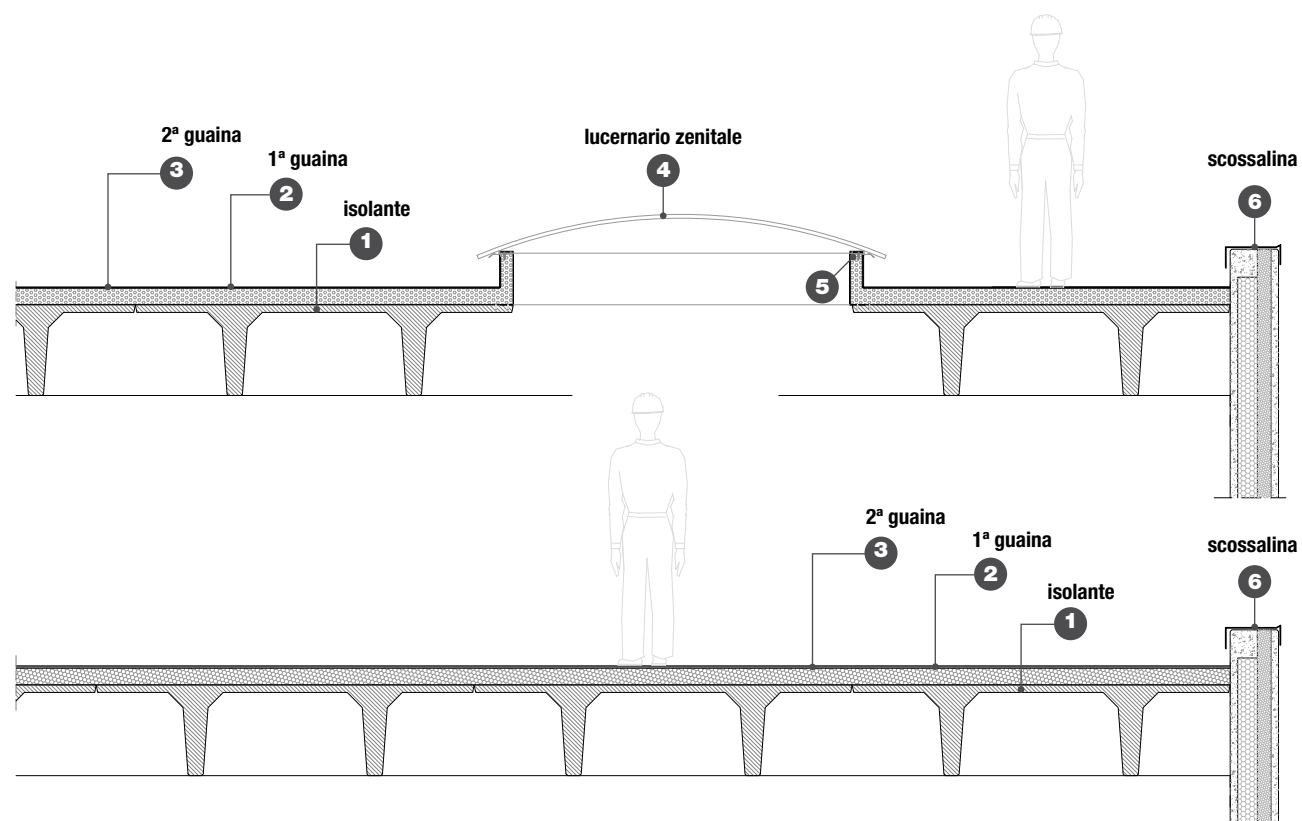 2ª guaina
3
1ª guaina
2
isolante
1
lucernario zenitale
4
5
scossalina
6
2ª guaina
3
1ª guaina
2
isolante
1
scossalina
6